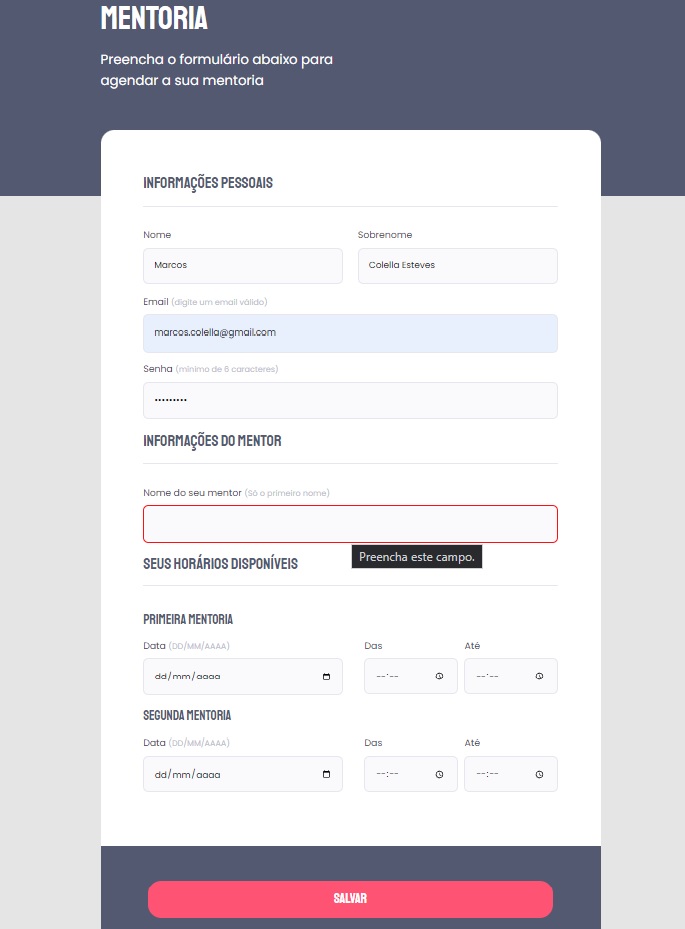 MENTORIA
Preencha o formulário abaixo para
agendar a sua mentoria
INFORMAÇÕES PESSOAIS
Nome
Sobrenome
Marcos
Colella Esteves
Email (digite um email válido)
marcos.colella@gmail.com
Senha (mínimo de 6 caracteres)
•••••••••
INFORMAÇÕES DO MENTOR
Nome do seu mentor (Só o primeiro nome)
Preencha este campo.
SEUS HORÁRIOS DISPONÍVEIS
PRIMEIRA MENTORIA
Data (DD/MM/AAAA)
Das
Até
dd/mm/aaaa
--:--
--:--
SEGUNDA MENTORIA
Data (DD/MM/AAAA)
Das
Até
dd/mm/aaaa
--:--
--:--
SALVAR